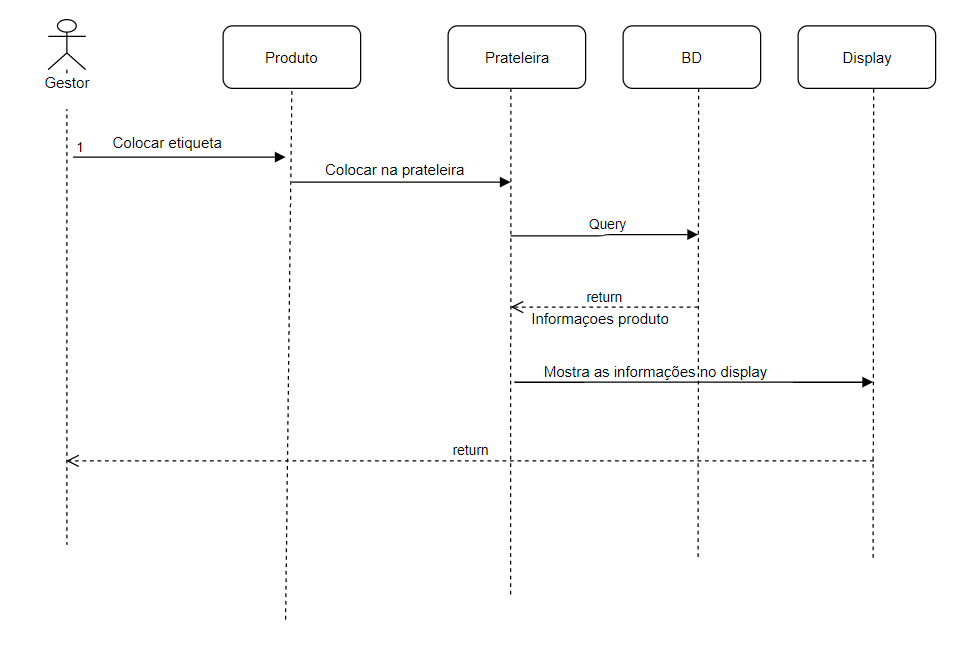 Gestor
Produto
Prateleira
BD
Display
1
Colocar etiqueta
Colocar na prateleira
Query
return
Informaçoes produto
Mostra as informações no display
return